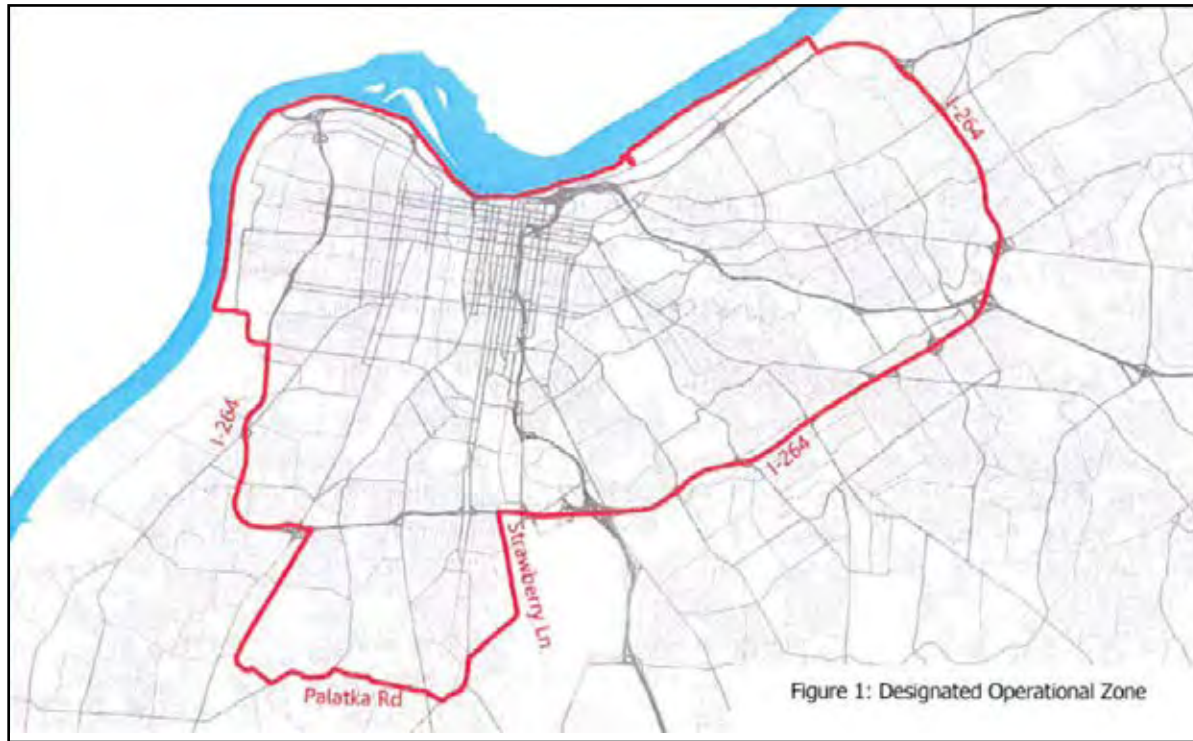 I-264
I-264
I-264
Strawberry Ln
Palatka Rd
Figure 1: Designated Operational Zone